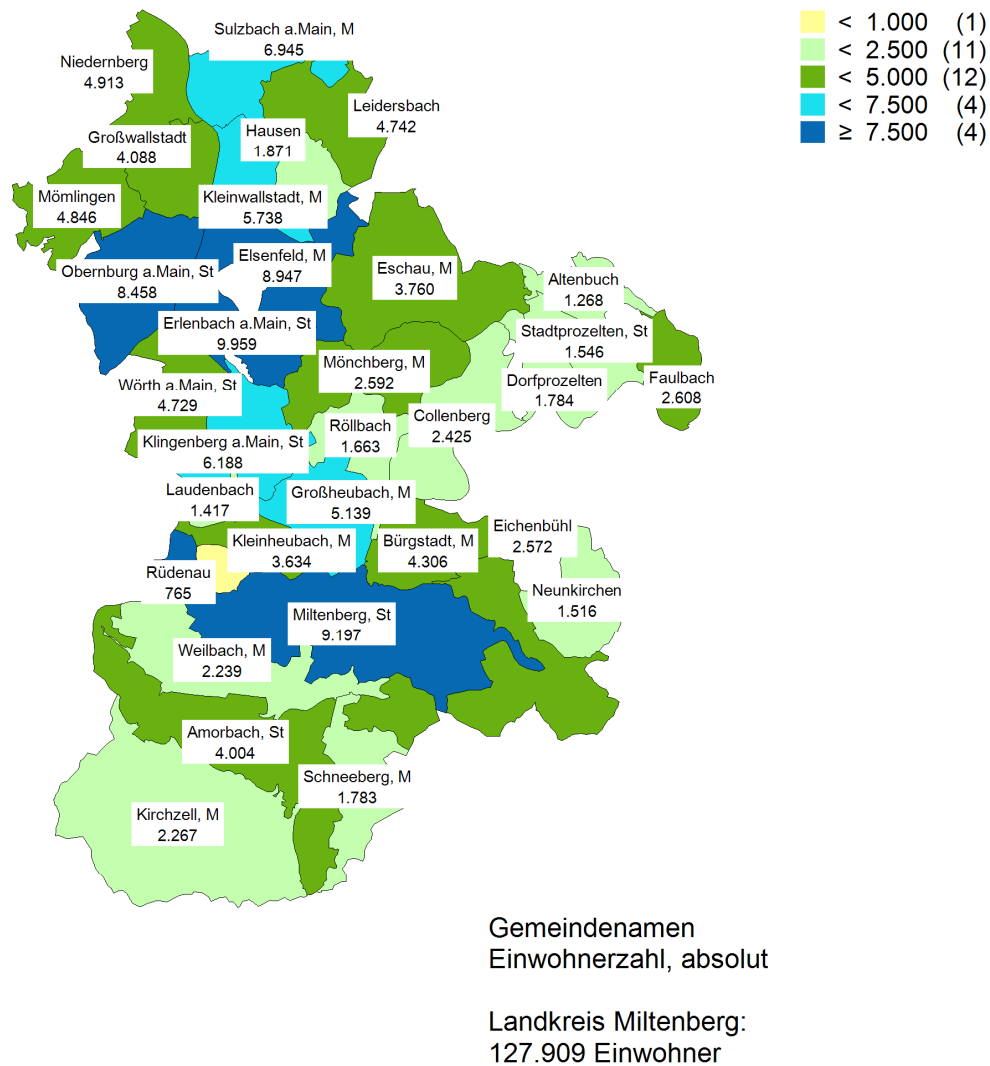 Sulzbach a.Main, M
6.945
< 1.000 (1)
< 2.500 (11)
< 5.000 (12)
< 7.500 (4)
≥ 7.500 (4)
Niedernberg
4.913
Leidersbach
4.742
Hausen
1.871
Großwallstadt
4.088
Mömlingen
4.846
Kleinwallstadt, M
5.738
Elsenfeld, M
8.947
Obernburg a.Main, St
8.458
Eschau, M
3.760
Altenbuch
1.268
Erlenbach a.Main, St
9.959
Stadtprozelten, St
1.546
Mönchberg, M
2.592
Dorfprozelten
1.784
Faulbach
2.608
Wörth a.Main, St
4.729
Collenberg
2.425
Röllbach
1.663
Klingenberg a.Main, St
6.188
Laudenbach
1.417
Großheubach, M
5.139
Eichenbühl
2.572
Kleinheubach, M
3.634
Bürgstadt, M
4.306
Rüdenau
765
Neunkirchen
1.516
Miltenberg, St
9.197
Weilbach, M
2.239
Amorbach, St
4.004
Schneeberg, M
1.783
Kirchzell, M
2.267
Gemeindenamen
Einwohnerzahl, absolut
Landkreis Miltenberg:
127.909 Einwohner